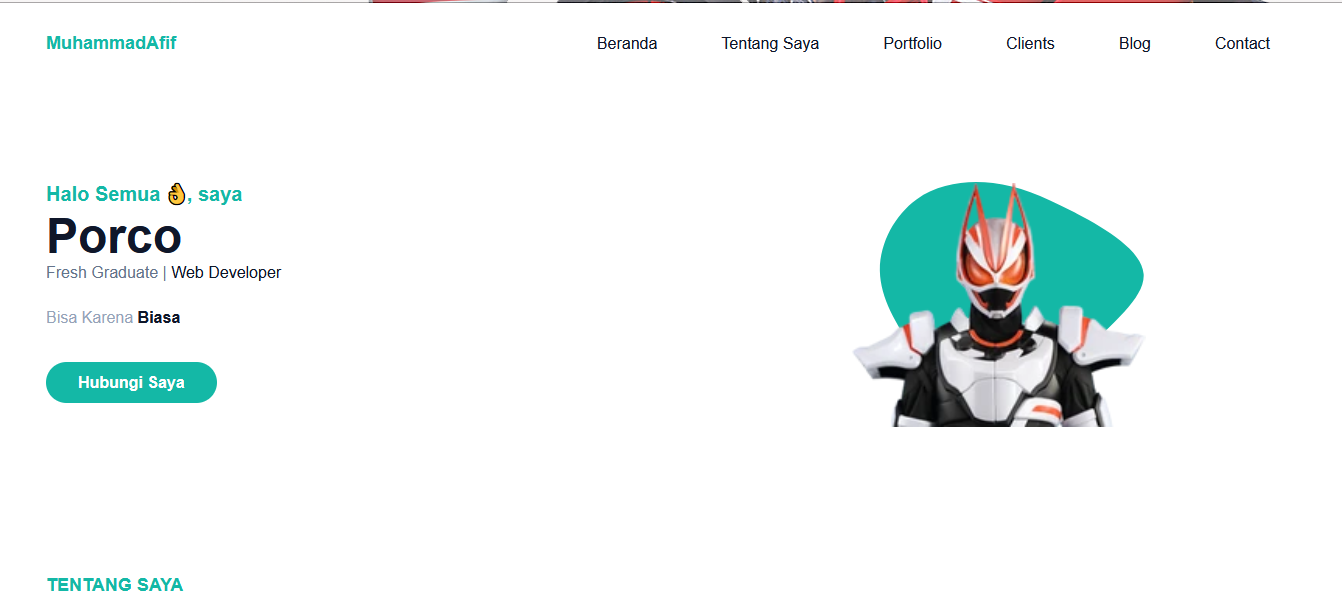 MuhammadAfif
Beranda Tentang Saya Portfolio Clients Blog Contact
Halo Semua 👌, saya
Porco
Fresh Graduate | Web Developer
Bisa Karena Biasa
Hubungi Saya
TENTANG SAYA